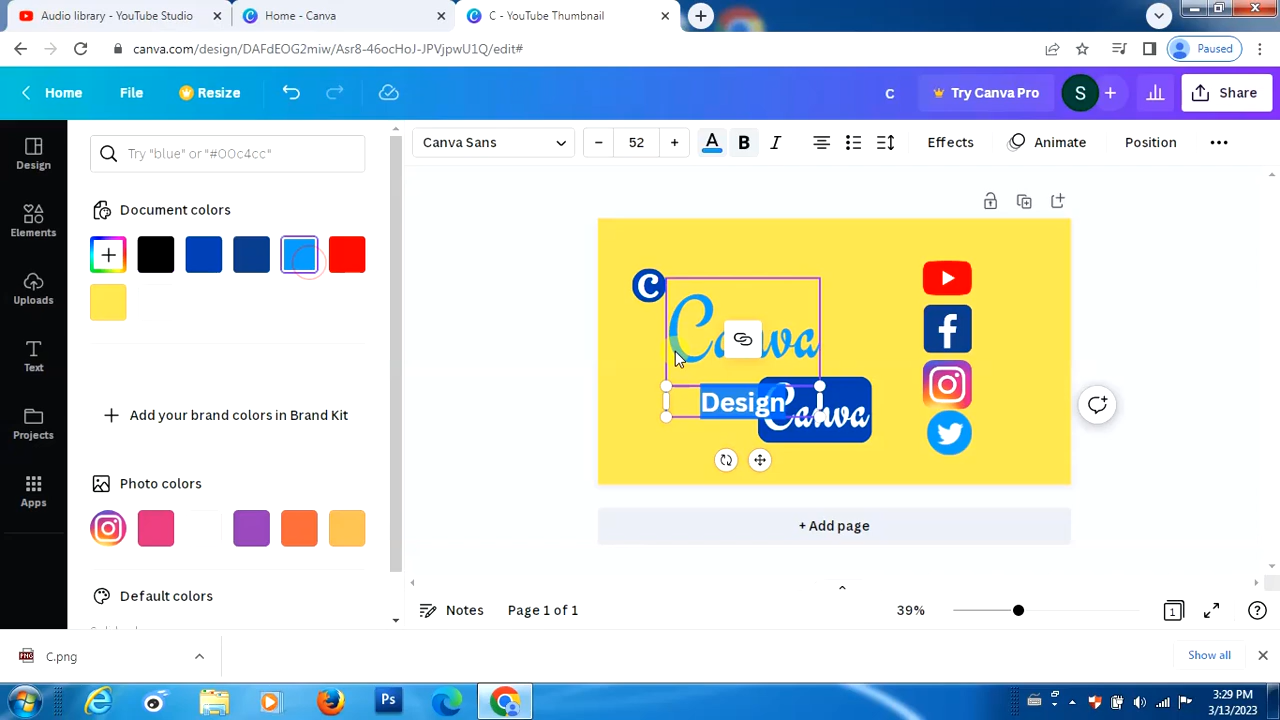 Audio library - YouTube Studio
Home - Canva
C - YouTube Thumbnail
canva.com/design/DAFdEOG2miw/Asr8-46ocHoJ-JPVjpwU1Q/edit#
Paused
Home
File
Resize
C
Try Canva Pro
S
Share
Try "blue" or "#00c4cc"
Canva Sans
52
A
B
I
Effects
Animate
Position
Design
Elements
Uploads
Text
Projects
Apps
Document colors
Add your brand colors in Brand Kit
Photo colors
Default colors
C
Canva
Design
Canva
+ Add page
Notes
Page 1 of 1
39%
1
C.png
Show all
Ps
3:29 PM
3/13/2023